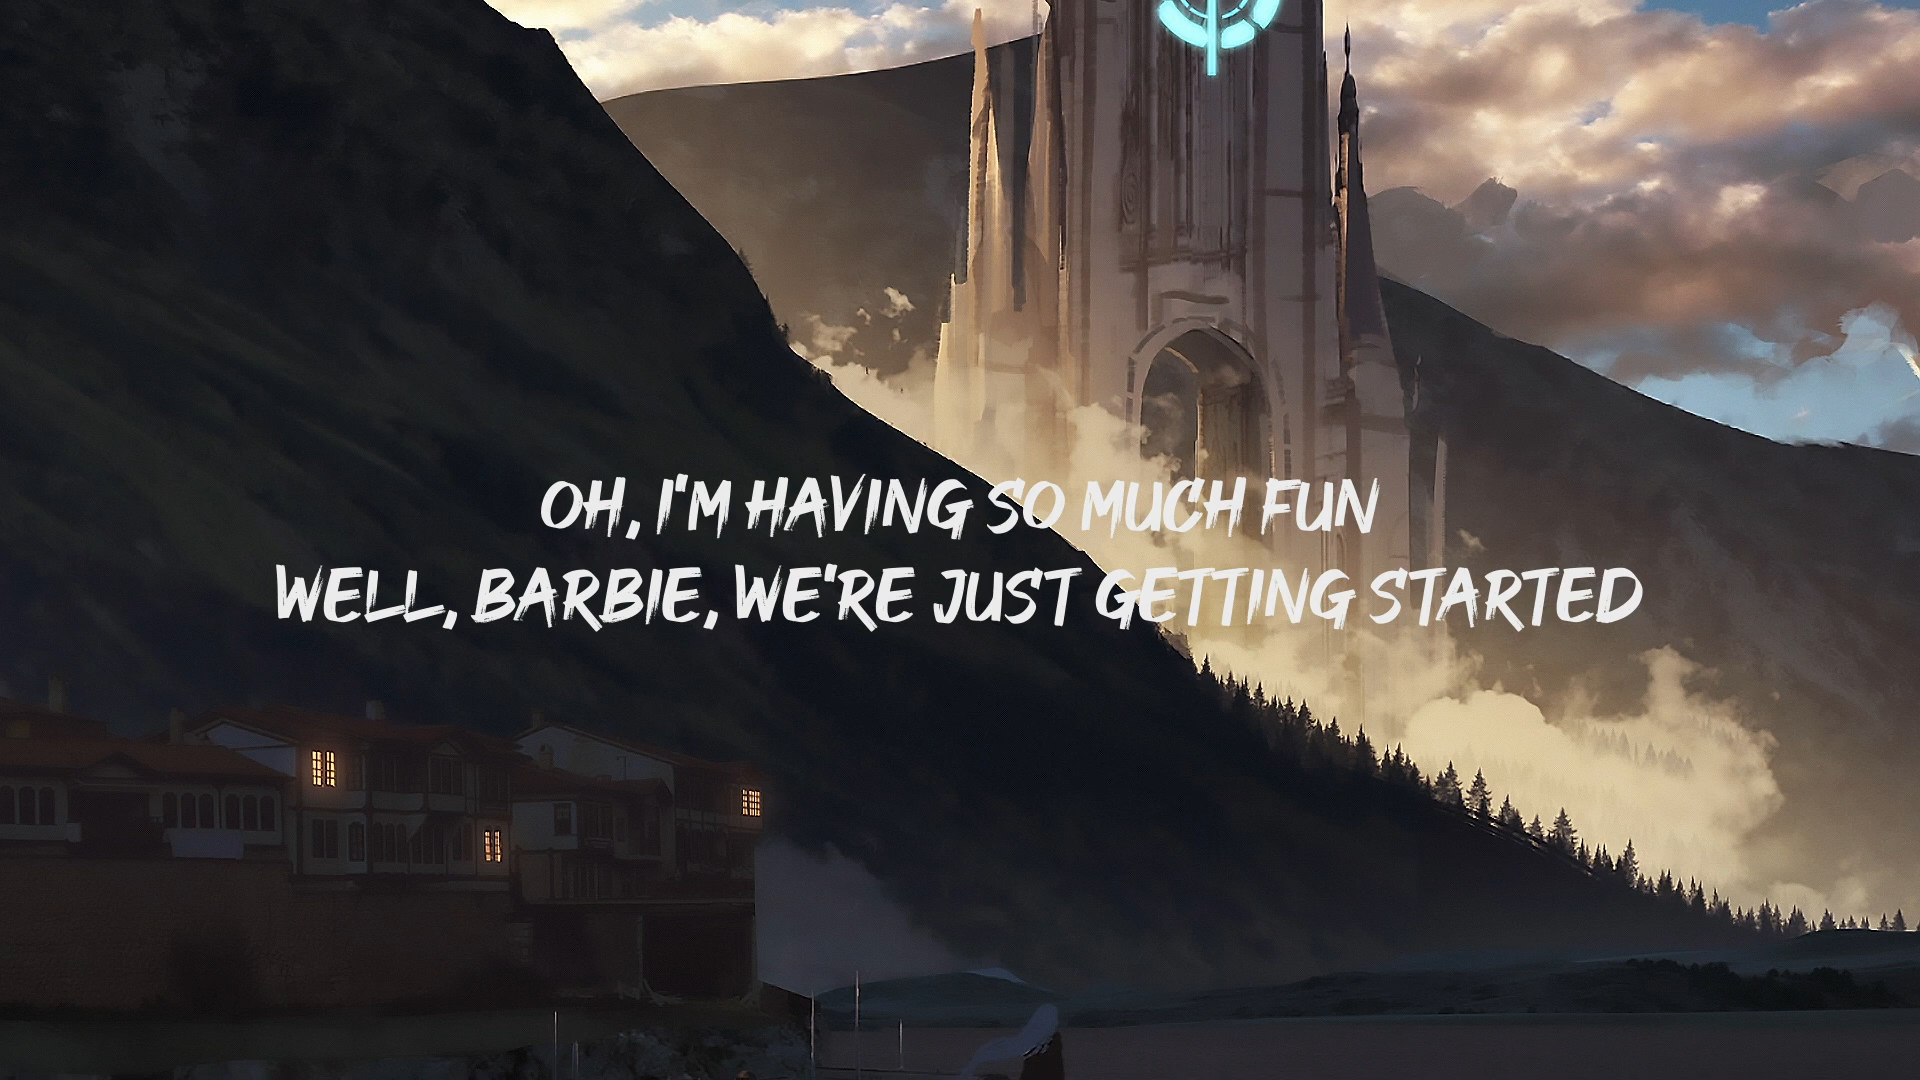 OH, I'M HAVING SO MUCH FUN
WELL, BARBIE, WE'RE JUST GETTING STARTED